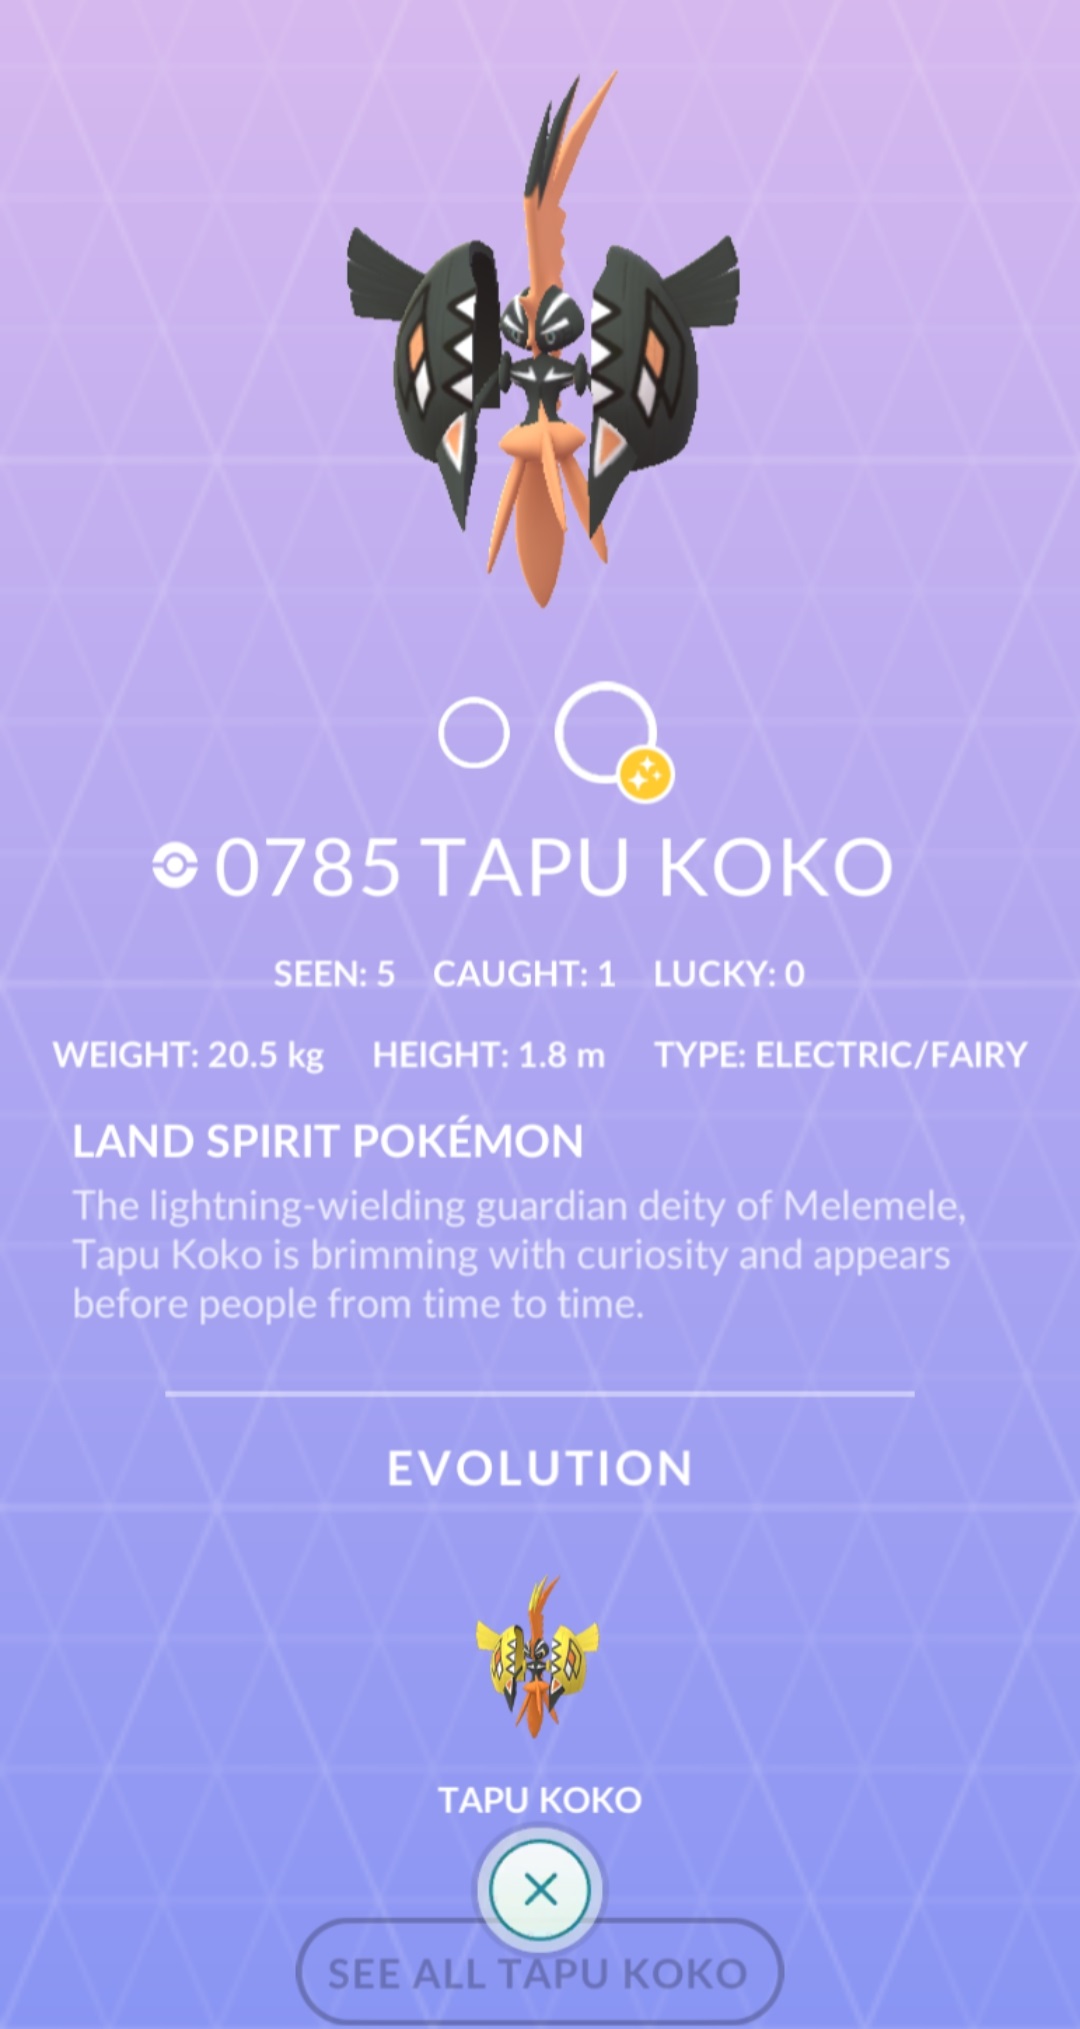 0785 TAPU KOKO
SEEN: 5 CAUGHT: 1 LUCKY: 0
WEIGHT: 20.5 kg HEIGHT: 1.8 m TYPE: ELECTRIC/FAIRY
LAND SPIRIT POKÉMON
The lightning-wielding guardian deity of Melemele,
Tapu Koko is brimming with curiosity and appears
before people from time to time.
EVOLUTION
TAPU KOKO
SEE ALL TAPU KOKO